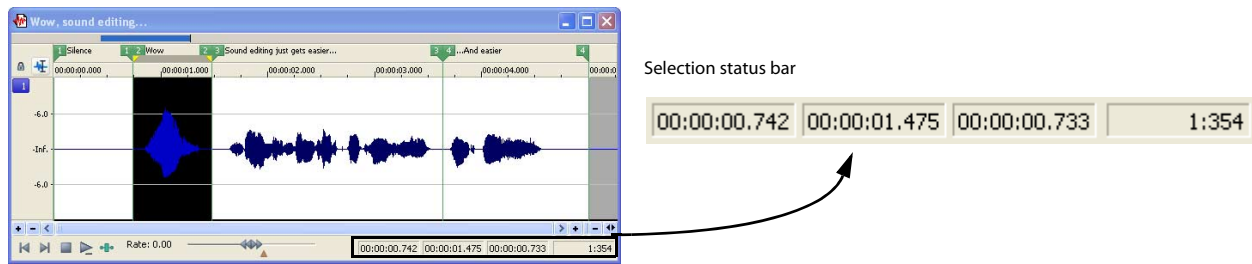 Wow, sound editing...
1 Silence 1 2 Wow 2 3 Sound editing just gets easier... 3 4 ...And easier 4
00:00:00.000 00:00:01.000 00:00:02.000 00:00:03.000 00:00:04.000 00:00:0
1
-6.0
-Inf.
-6.0
Rate: 0.00 00:00:00.742 00:00:01.475 00:00:00.733 1:354
Selection status bar
00:00:00.742 00:00:01.475 00:00:00.733 1:354